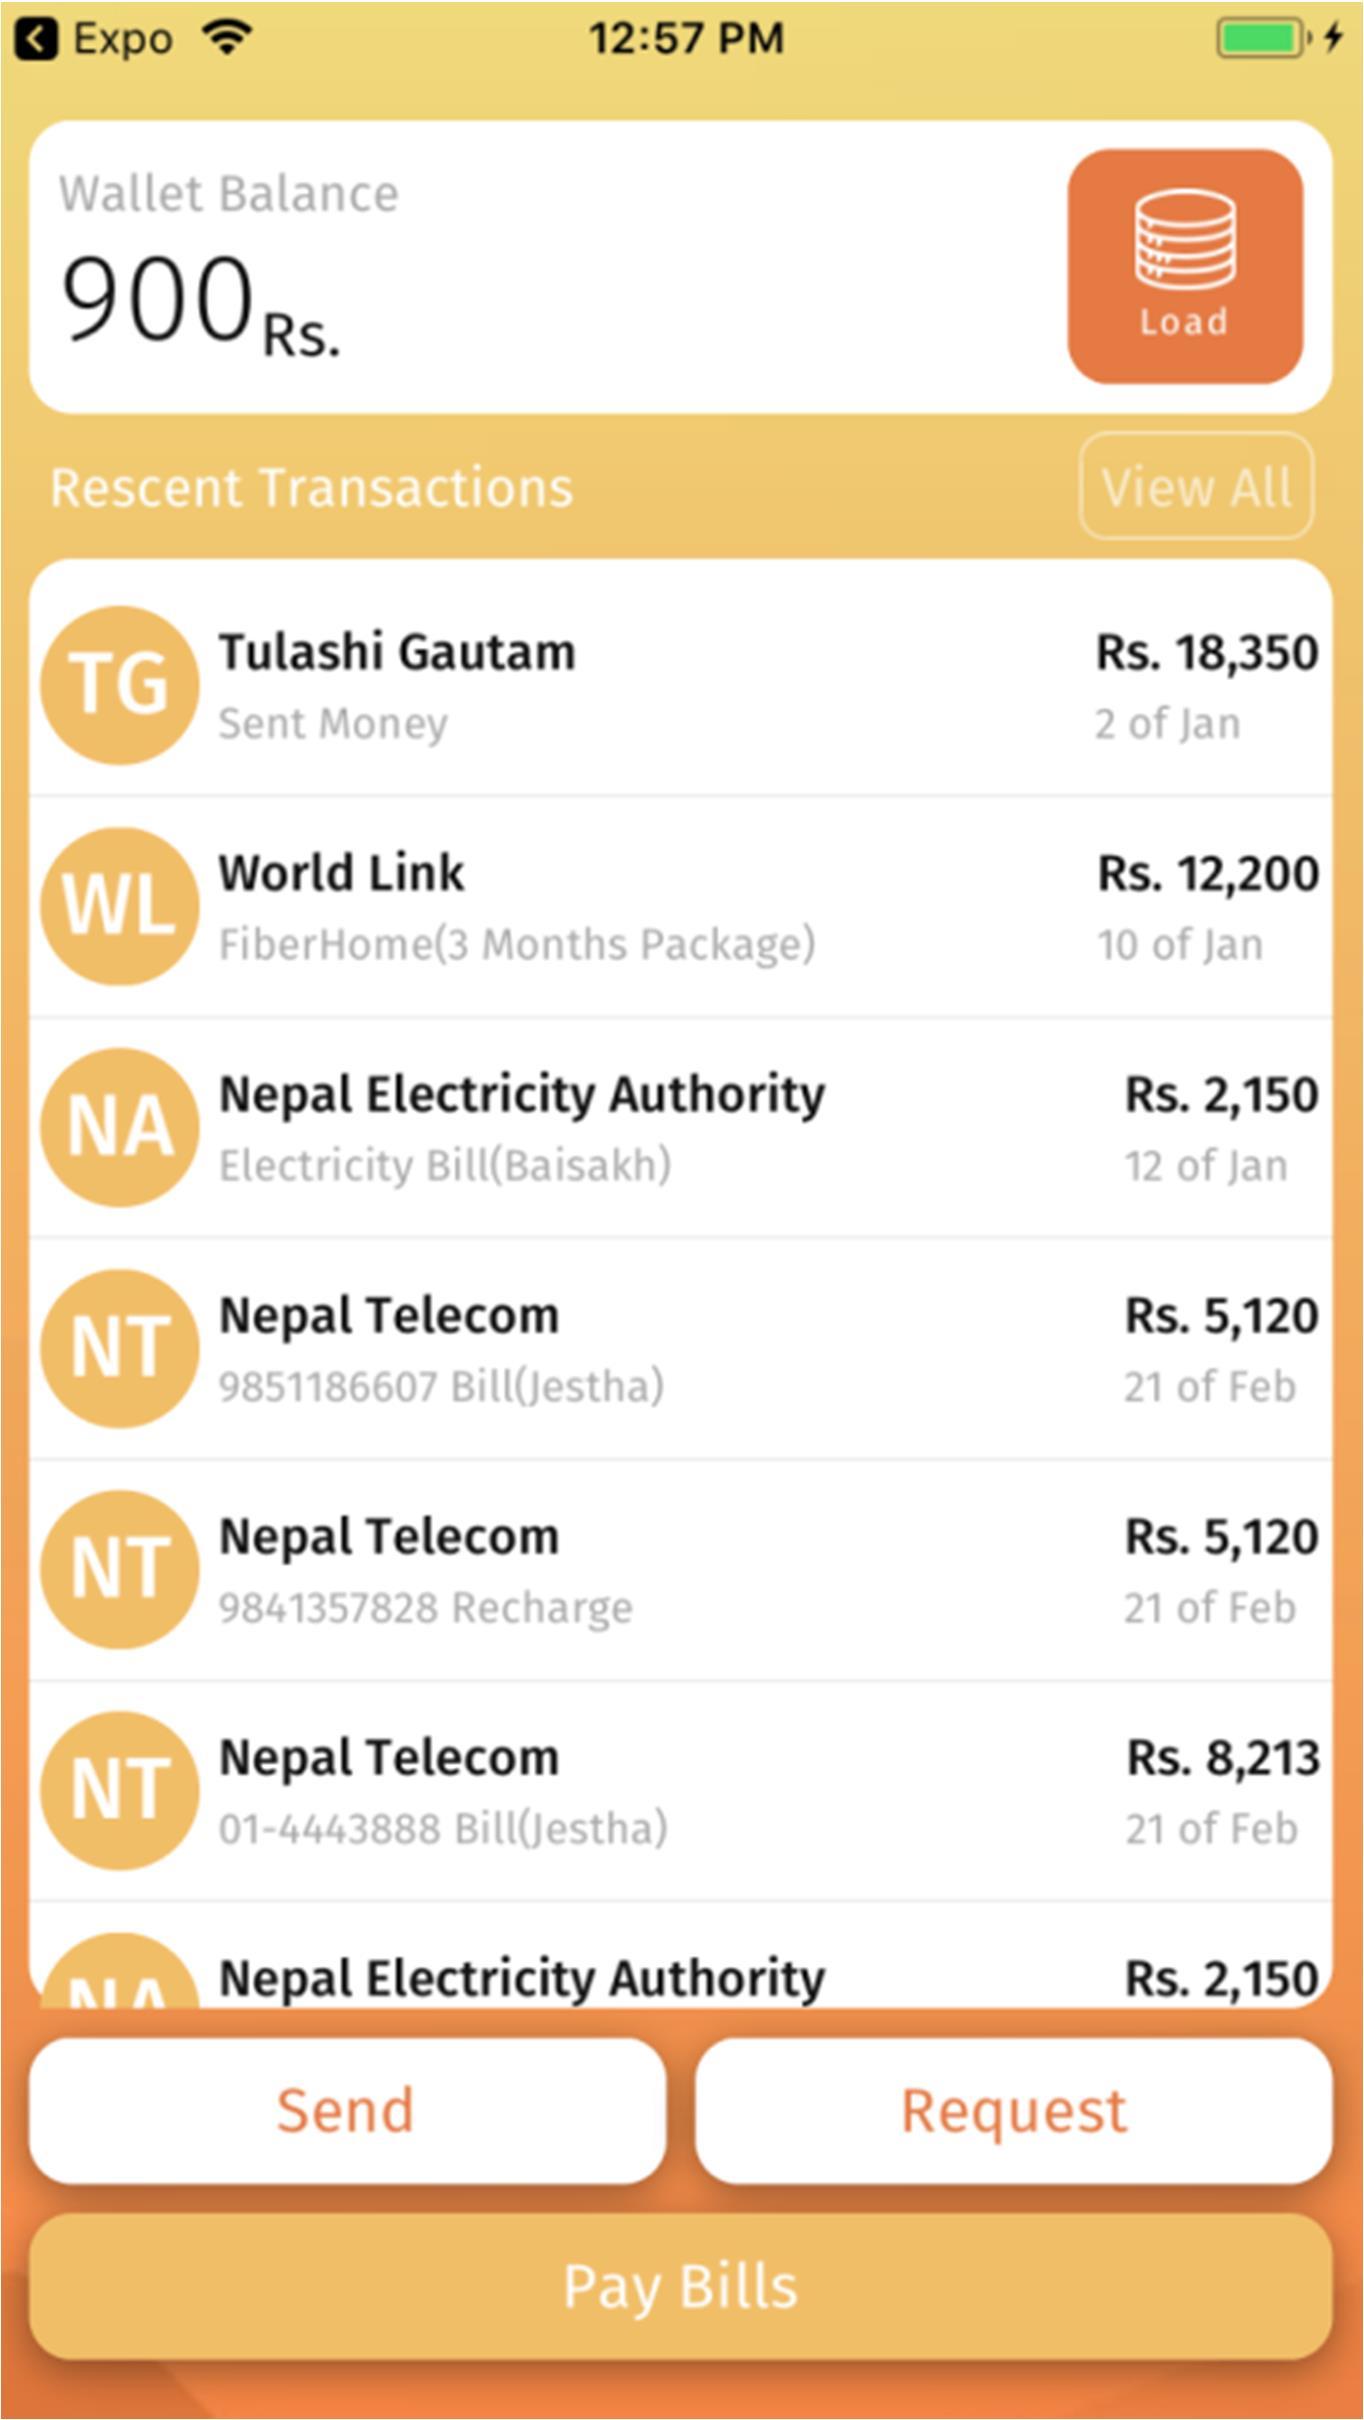 Expo 12:57 PM
Wallet Balance
900 Rs.
Load
Rescent Transactions View All
TG Tulashi Gautam Rs. 18,350
Sent Money 2 of Jan
WL World Link Rs. 12,200
FiberHome(3 Months Package) 10 of Jan
NA Nepal Electricity Authority Rs. 2,150
Electricity Bill(Baisakh) 12 of Jan
NT Nepal Telecom Rs. 5,120
9851186607 Bill(Jestha) 21 of Feb
NT Nepal Telecom Rs. 5,120
9841357828 Recharge 21 of Feb
NT Nepal Telecom Rs. 8,213
01-4443888 Bill(Jestha) 21 of Feb
NA Nepal Electricity Authority Rs. 2,150
Send Request
Pay Bills